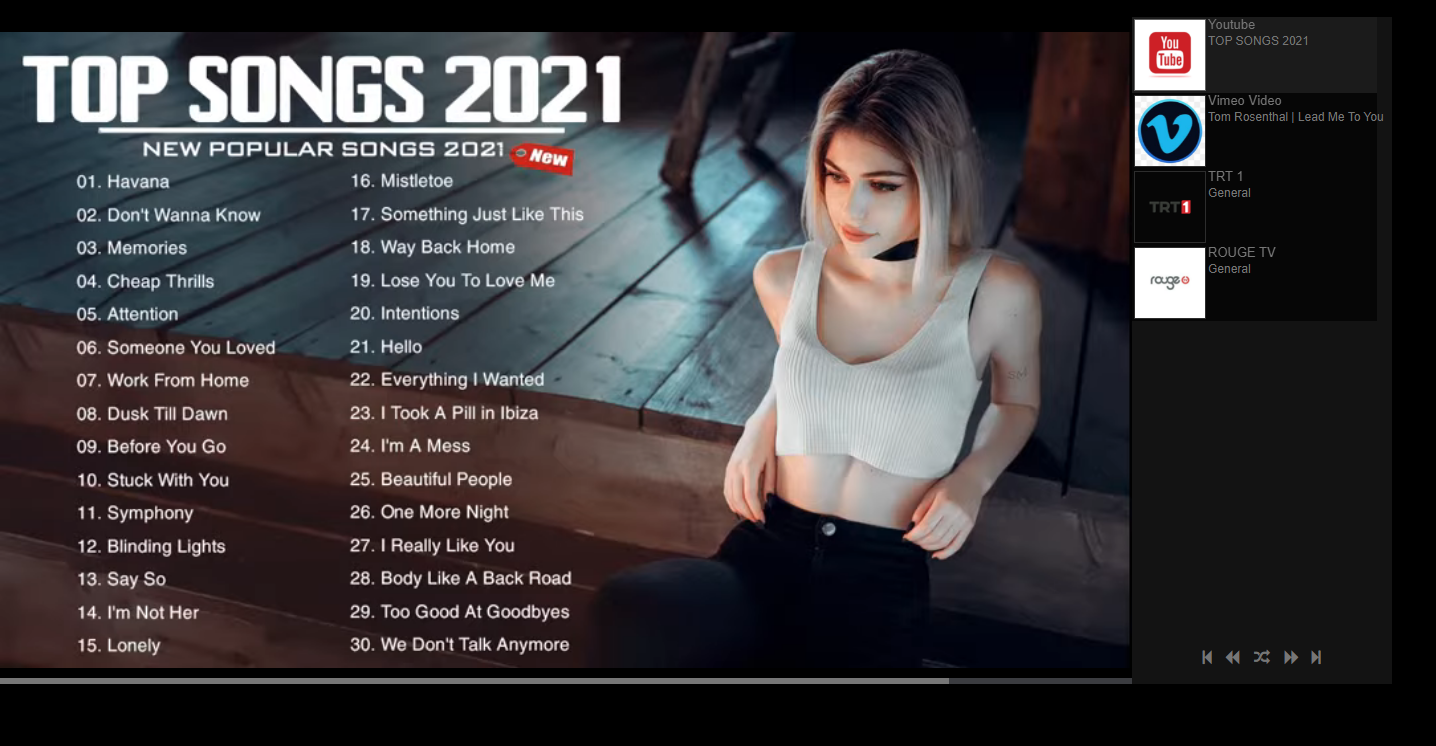 TOP SONGS 2021
NEW POPULAR SONGS 2021 New
01. Havana
02. Don't Wanna Know
03. Memories
04. Cheap Thrills
05. Attention
06. Someone You Loved
07. Work From Home
08. Dusk Till Dawn
09. Before You Go
10. Stuck With You
11. Symphony
12. Blinding Lights
13. Say So
14. I'm Not Her
15. Lonely
16. Mistletoe
17. Something Just Like This
18. Way Back Home
19. Lose You To Love Me
20. Intentions
21. Hello
22. Everything I Wanted
23. I Took A Pill in Ibiza
24. I'm A Mess
25. Beautiful People
26. One More Night
27. I Really Like You
28. Body Like A Back Road
29. Too Good At Goodbyes
30. We Don't Talk Anymore
You
Tube
Youtube
TOP SONGS 2021
Vimeo Video
Tom Rosenthal | Lead Me To You
TRT1
TRT 1
General
rouge
ROUGE TV
General